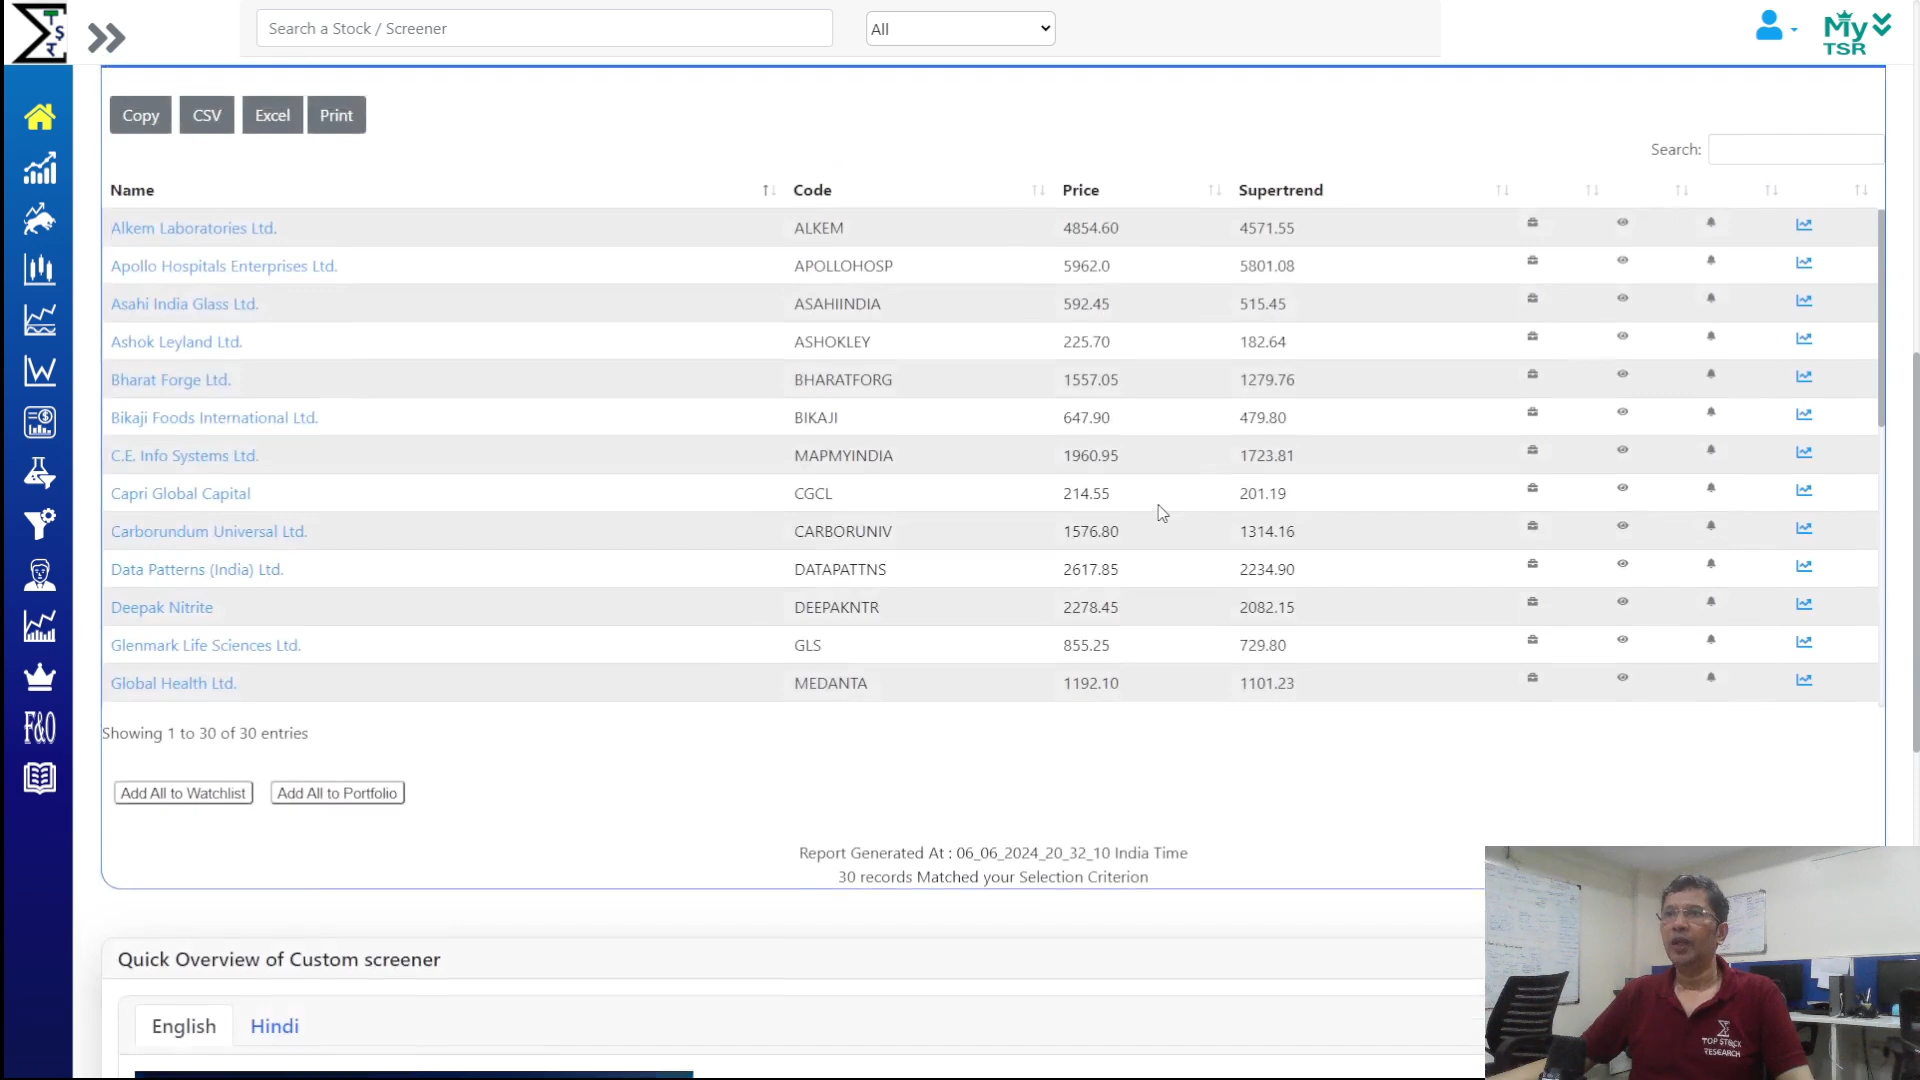 Search a Stock / Screener All My TSR
Copy CSV Excel Print
Search:
Name Code Price Supertrend
Alkem Laboratories Ltd. ALKEM 4854.60 4571.55
Apollo Hospitals Enterprises Ltd. APOLLOHOSP 5962.0 5801.08
Asahi India Glass Ltd. ASAHIINDIA 592.45 515.45
Ashok Leyland Ltd. ASHOKLEY 225.70 182.64
Bharat Forge Ltd. BHARATFORG 1557.05 1279.76
Bikaji Foods International Ltd. BIKAJI 647.90 479.80
C.E. Info Systems Ltd. MAPMYINDIA 1960.95 1723.81
Capri Global Capital CGCL 214.55 201.19
Carborundum Universal Ltd. CARBORUNIV 1576.80 1314.16
Data Patterns (India) Ltd. DATAPATTNS 2617.85 2234.90
Deepak Nitrite DEEPAKNTR 2278.45 2082.15
Glenmark Life Sciences Ltd. GLS 855.25 729.80
Global Health Ltd. MEDANTA 1192.10 1101.23
F&O
Showing 1 to 30 of 30 entries
Add All to Watchlist Add All to Portfolio
Report Generated At : 06_06_2024_20_32_10 India Time
30 records Matched your Selection Criterion
Quick Overview of Custom screener
English Hindi
TOP STOCK
RESEARCH